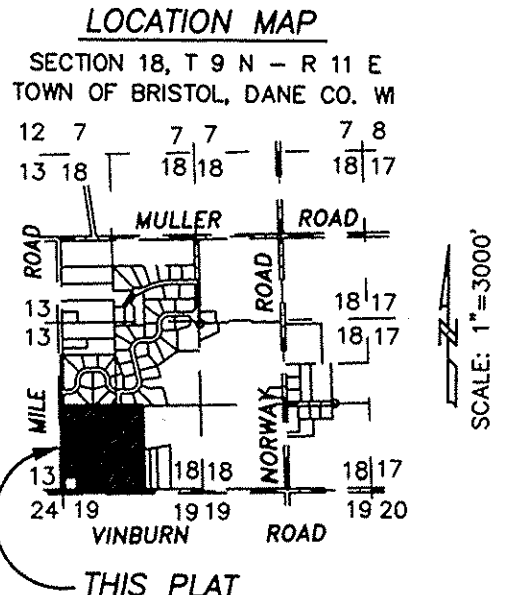 LOCATION MAP
SECTION 18, T 9 N – R 11 E
TOWN OF BRISTOL, DANE CO. WI
12 7 7 7 7 8
13 18 18 18 18 17
MULLER ROAD
ROAD
ROAD
13 18 17
13 18 17
N
SCALE: 1"=3000'
MILE
NORWAY
13 18 18 18 17
24 19 19 19 19 20
VINBURN ROAD
THIS PLAT